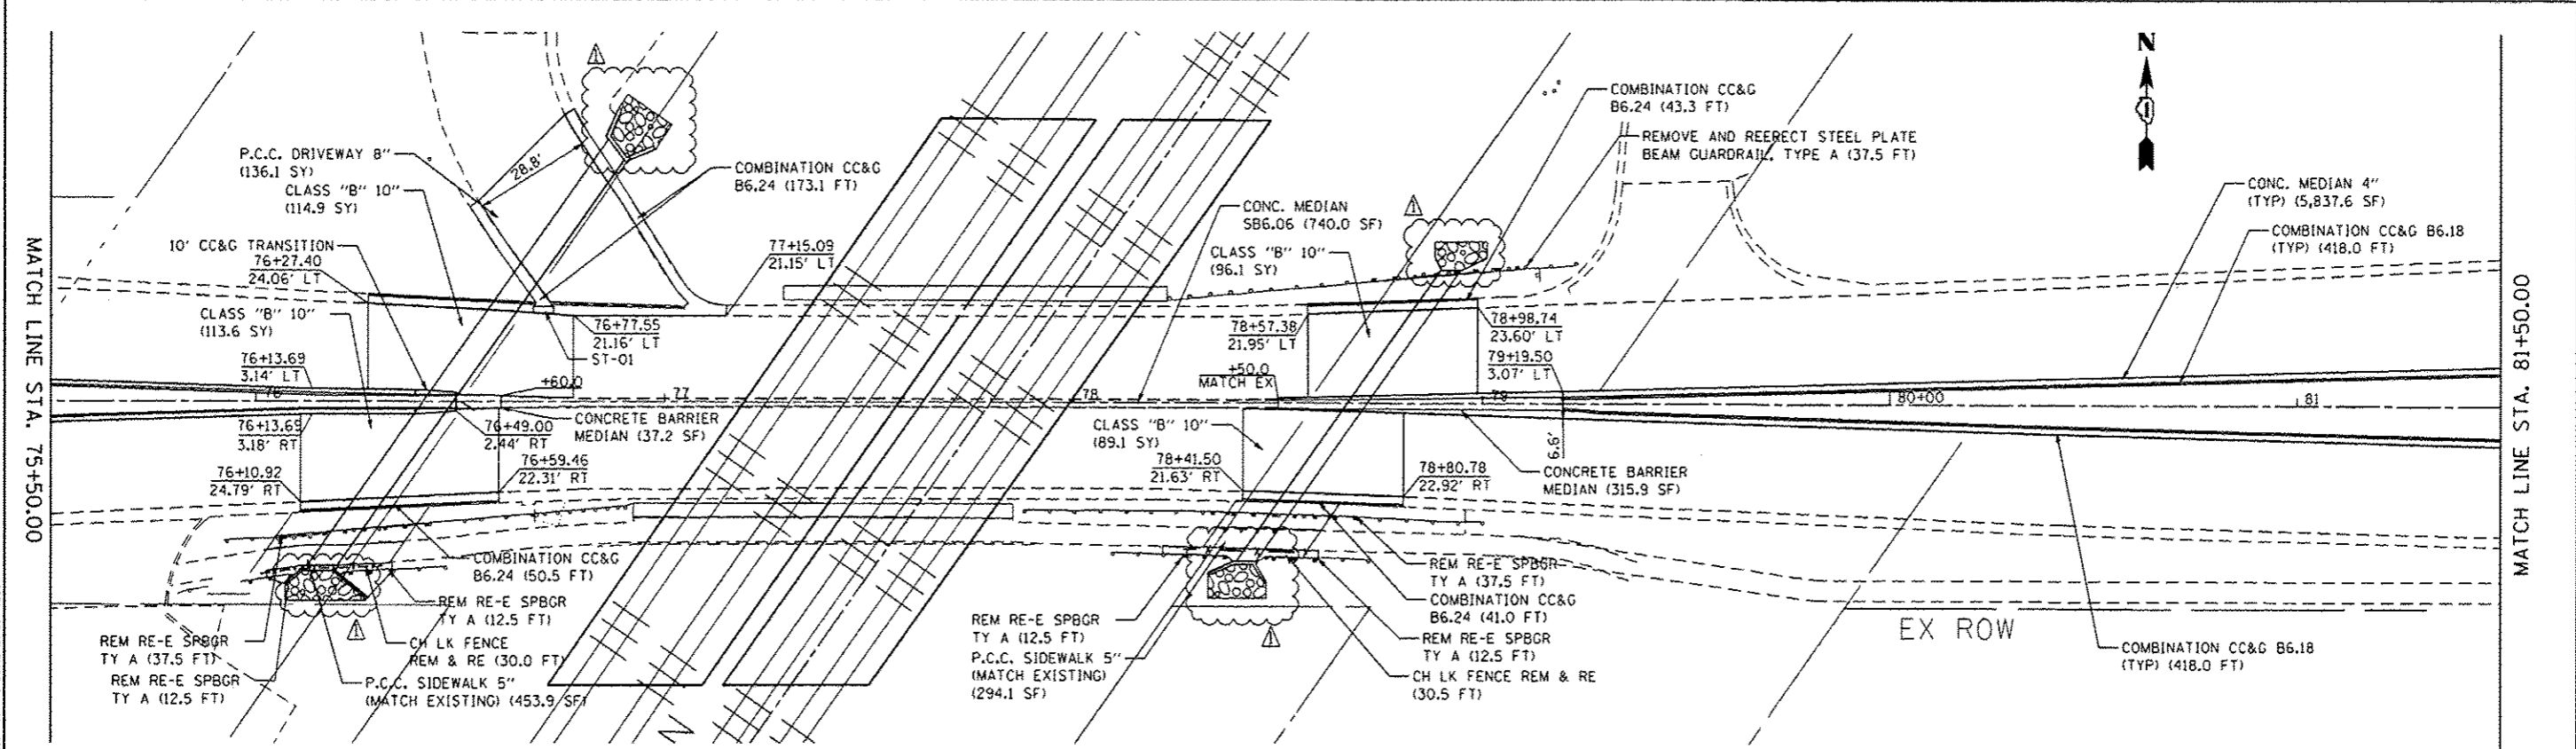 MATCH LINE STA. 75+50.00
P.C.C. DRIVEWAY 8"
(136.1 SY)
CLASS "B" 10"
(114.9 SY)
10' CC&G TRANSITION
76+27.40
24.06' LT
CLASS "B" 10"
(113.6 SY)
76+13.69
3.14' LT
76
76+13.69
3.18' RT
76+10.92
24.79' RT
28.8'
1
COMBINATION CC&G
B6.24 (173.1 FT)
77+15.09
21.15' LT
76+77.55
21.16' LT
ST-01
+60.0
77
76+49.00
2.44' RT
CONCRETE BARRIER
MEDIAN (37.2 SF)
76+59.46
22.31' RT
COMBINATION CC&G
B6.24 (50.5 FT)
REM RE-E SPBGR
TY A (12.5 FT)
CH LK FENCE
REM & RE (30.0 FT)
P.C.C. SIDEWALK 5"
(MATCH EXISTING) (453.9 SF)
REM RE-E SPBGR
TY A (37.5 FT)
REM RE-E SPBGR
TY A (12.5 FT)
1
N
CONC. MEDIAN
SB6.06 (740.0 SF)
CLASS "B" 10"
(96.1 SY)
1
COMBINATION CC&G
B6.24 (43.3 FT)
REMOVE AND REERECT STEEL PLATE
BEAM GUARDRAIL, TYPE A (37.5 FT)
78+57.38
21.95' LT
+50.0
MATCH EX
78
78+98.74
23.60' LT
79+19.50
3.07' LT
79
6.6'
CLASS "B" 10"
(89.1 SY)
78+41.50
21.63' RT
78+80.78
22.92' RT
CONCRETE BARRIER
MEDIAN (315.9 SF)
REM RE-E SPBGR
TY A (37.5 FT)
COMBINATION CC&G
B6.24 (41.0 FT)
REM RE-E SPBGR
TY A (12.5 FT)
CH LK FENCE REM & RE
(30.5 FT)
REM RE-E SPBGR
TY A (12.5 FT)
P.C.C. SIDEWALK 5"
(MATCH EXISTING)
(294.1 SF)
1
N
CONC. MEDIAN 4"
(TYP) (5,837.6 SF)
COMBINATION CC&G B6.18
(TYP) (418.0 FT)
80+00
81
EX ROW
COMBINATION CC&G B6.18
(TYP) (418.0 FT)
MATCH LINE STA. 81+50.00